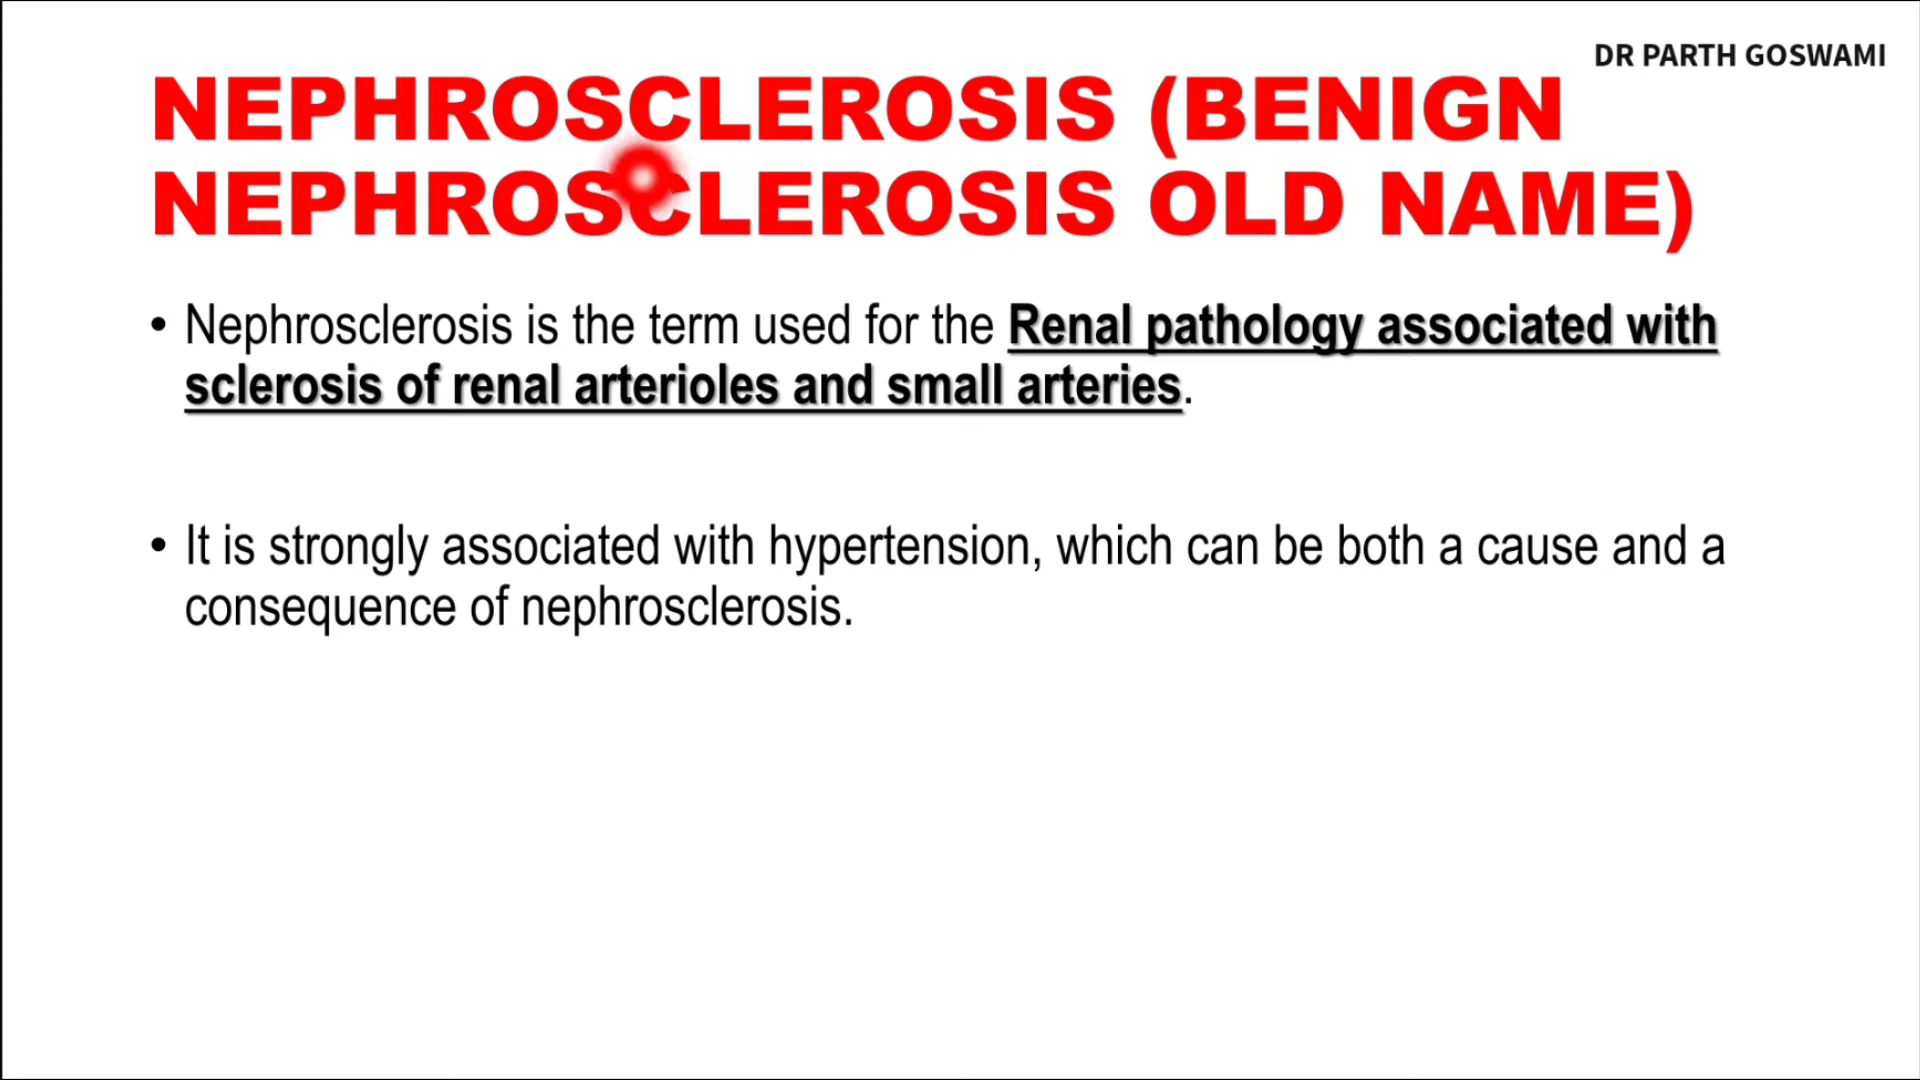 DR PARTH GOSWAMI
NEPHROSCLEROSIS (BENIGN
NEPHROSCLEROSIS OLD NAME)
• Nephrosclerosis is the term used for the Renal pathology associated with
sclerosis of renal arterioles and small arteries.
• It is strongly associated with hypertension, which can be both a cause and a
consequence of nephrosclerosis.